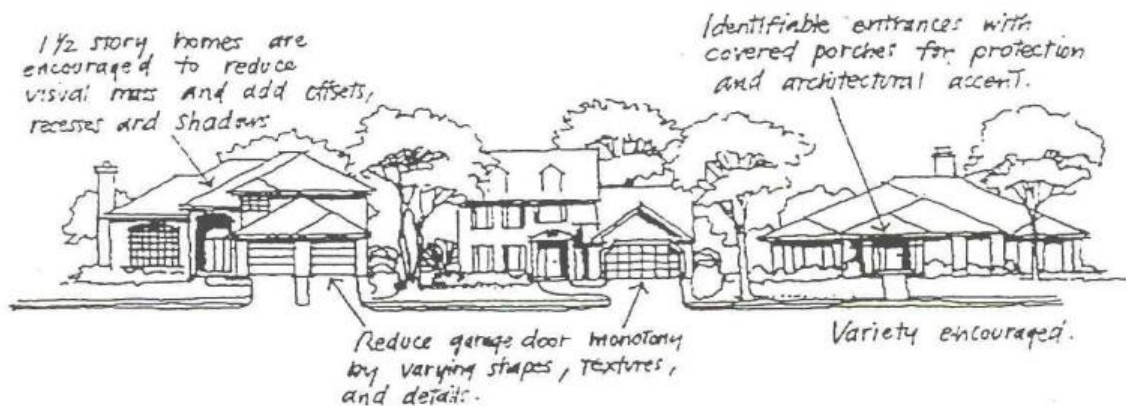 1½ story homes are
encouraged to reduce
visual mass and add offsets,
recesses and shadows
Identifiable entrances with
covered porches for protection
and architectural accent.
Reduce garage door monotony
by varying shapes, textures,
and details.
Variety encouraged.